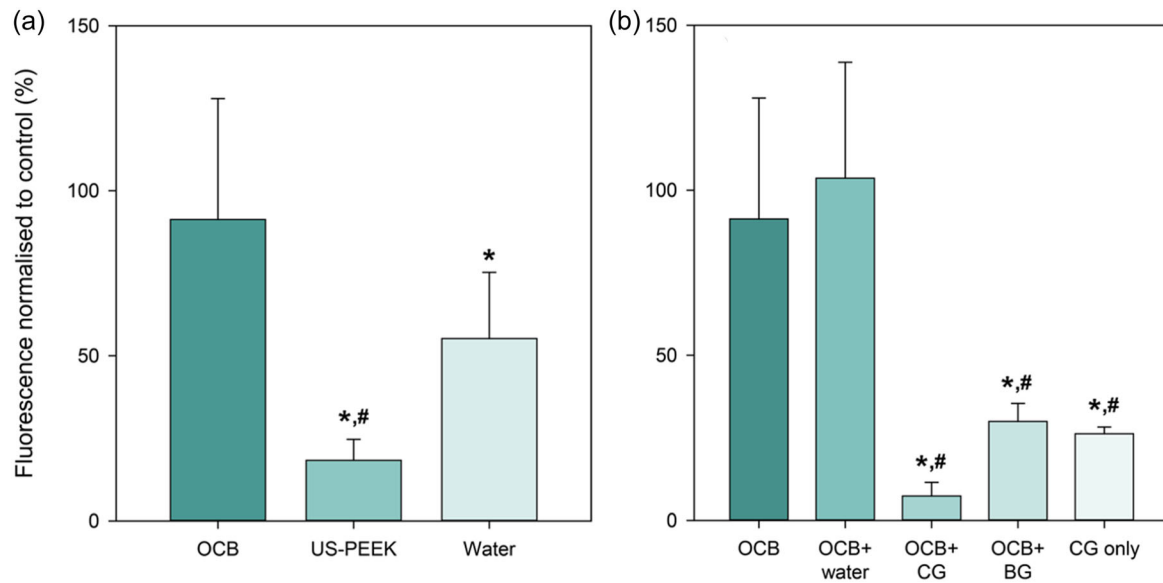 (a)
Fluorescence normalised to control (%)
150
100
50
0
*,#
*
OCB
US-PEEK
Water
(b)
150
100
50
0
*,#
*,#
*,#
OCB
OCB+
water
OCB+
CG
OCB+
BG
CG only